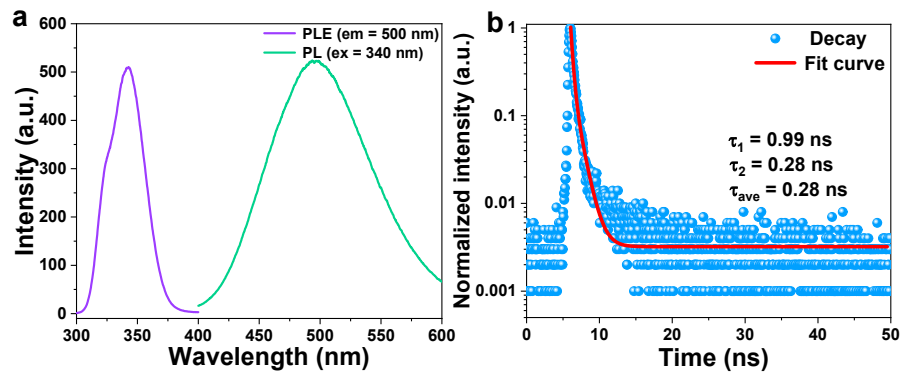 a
PLE (em = 500 nm)
PL (ex = 340 nm)
Intensity (a.u.)
600
500
400
300
200
100
0
300 350 400 450 500 550 600
Wavelength (nm)
b
Decay
Fit curve
τ1 = 0.99 ns
τ2 = 0.28 ns
τave = 0.28 ns
Normalized intensity (a.u.)
1
0.1
0.01
0.001
0 10 20 30 40 50
Time (ns)